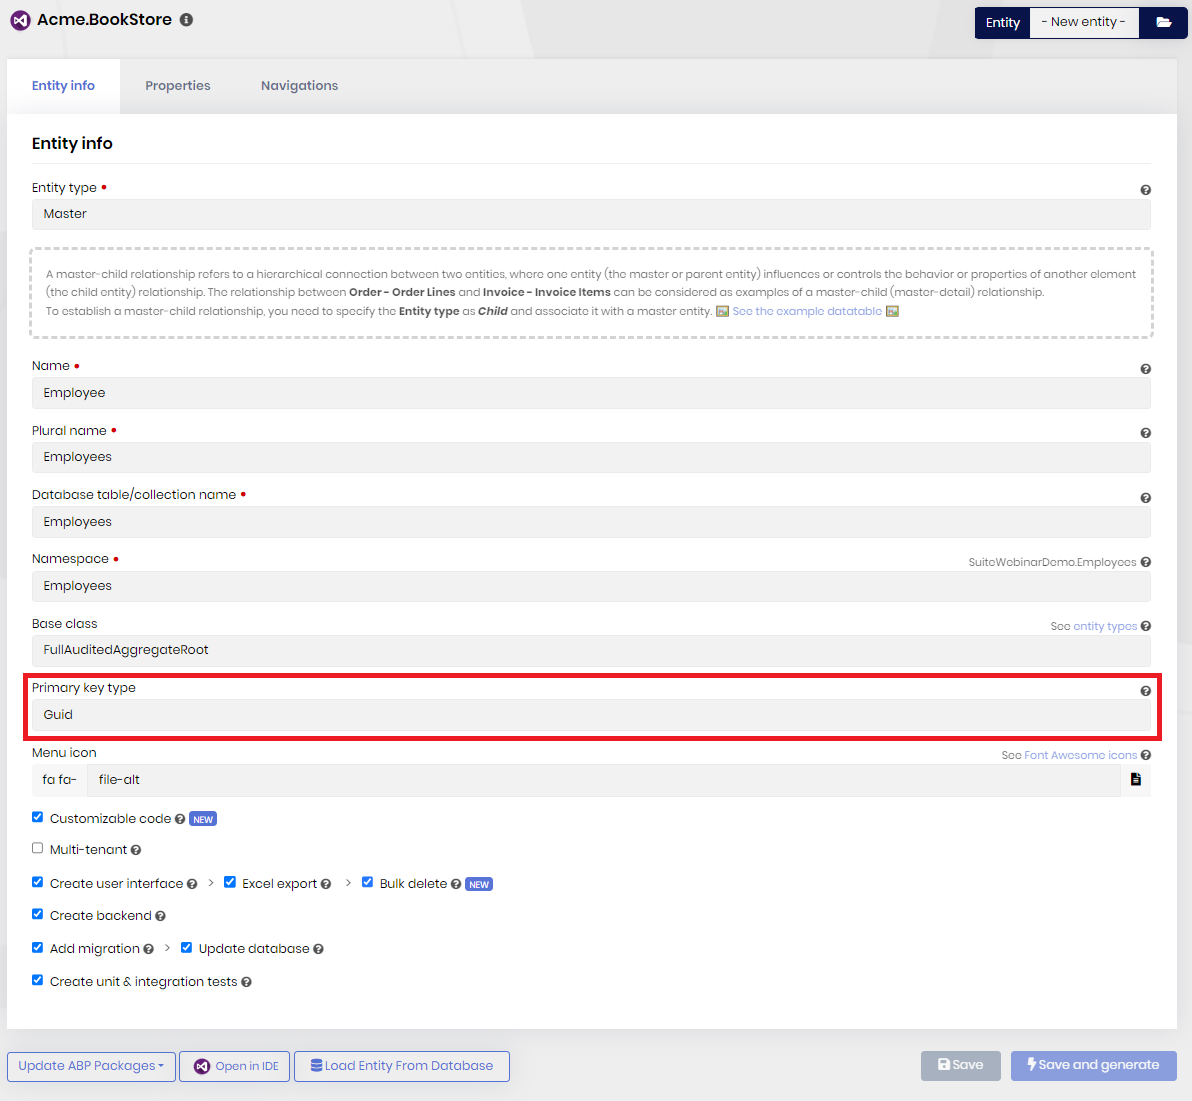 Acme.BookStore
Entity - New entity -
Entity info Properties Navigations
Entity info
Entity type
Master
A master-child relationship refers to a hierarchical connection between two entities, where one entity (the master or parent entity) influences or controls the behavior or properties of another element
(the child entity) relationship. The relationship between Order - Order Lines and Invoice - Invoice Items can be considered as examples of a master-child (master-detail) relationship.
To establish a master-child relationship, you need to specify the Entity type as Child and associate it with a master entity. See the example datatable
Name
Employee
Plural name
Employees
Database table/collection name
Employees
Namespace SuiteWebinarDemo.Employees
Employees
Base class See entity types
FullAuditedAggregateRoot
Primary key type
Guid
Menu icon See Font Awesome icons
fa fa- file-alt
Customizable code NEW
Multi-tenant
Create user interface > Excel export > Bulk delete NEW
Create backend
Add migration > Update database
Create unit & integration tests
Update ABP Packages Open in IDE Load Entity From Database Save Save and generate